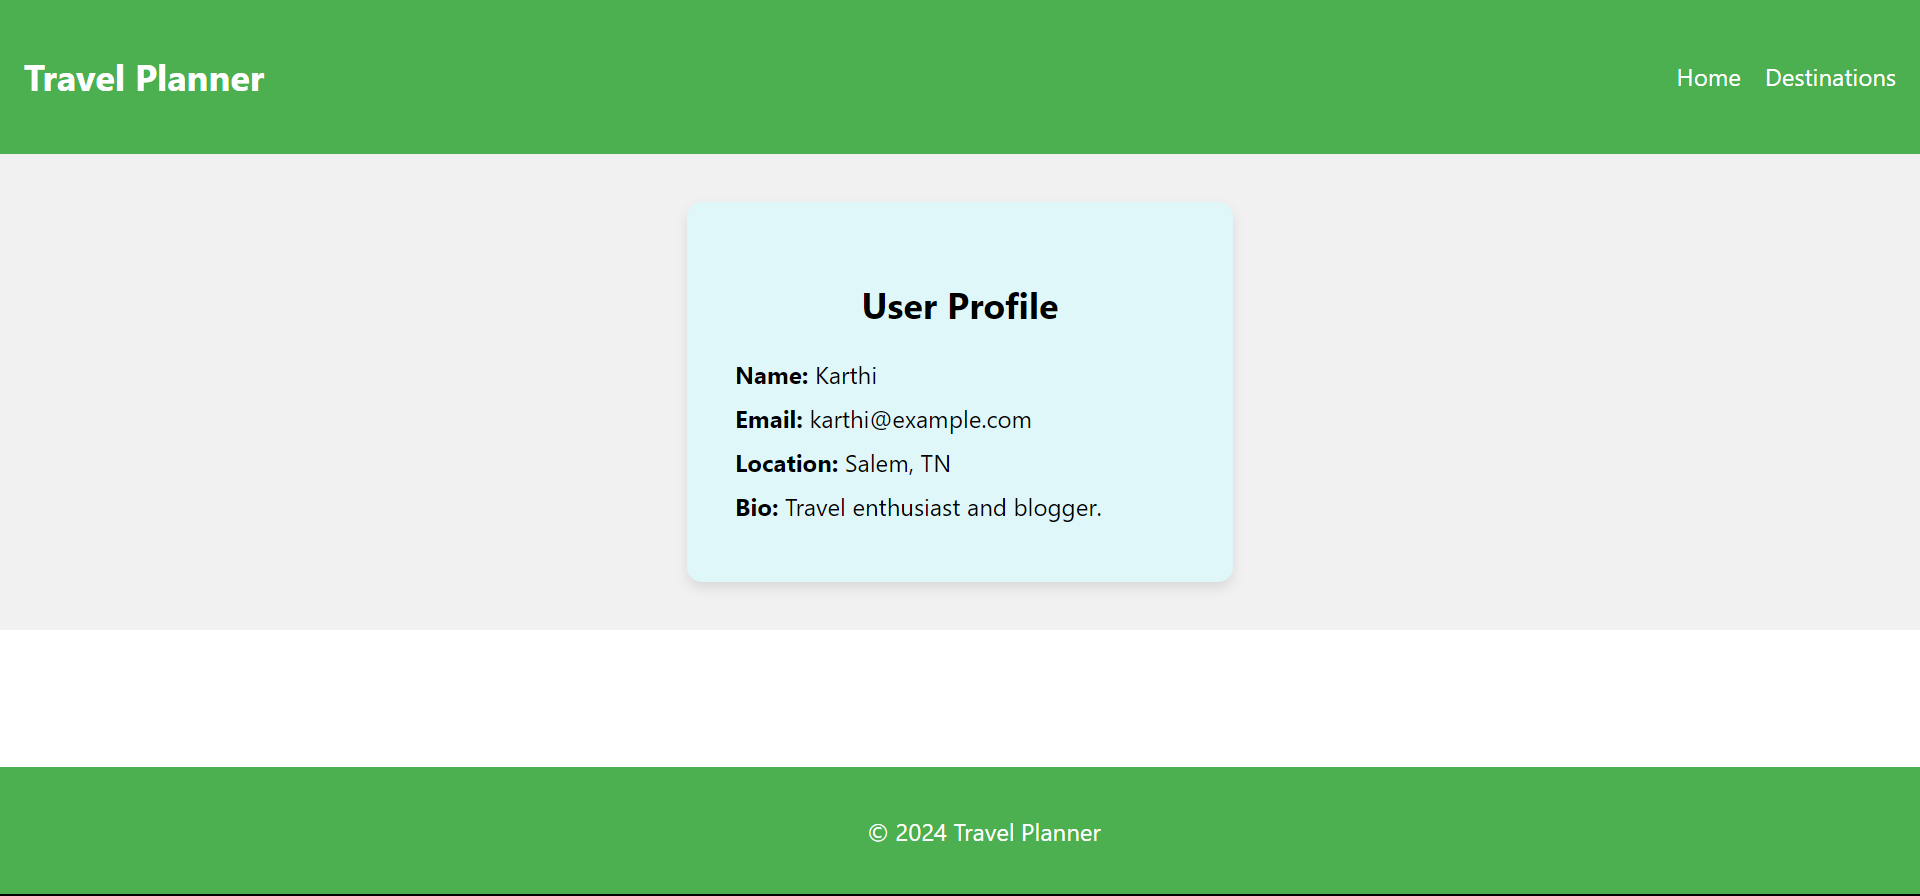 Travel Planner
Home Destinations
User Profile
Name: Karthi
Email: karthi@example.com
Location: Salem, TN
Bio: Travel enthusiast and blogger.
© 2024 Travel Planner